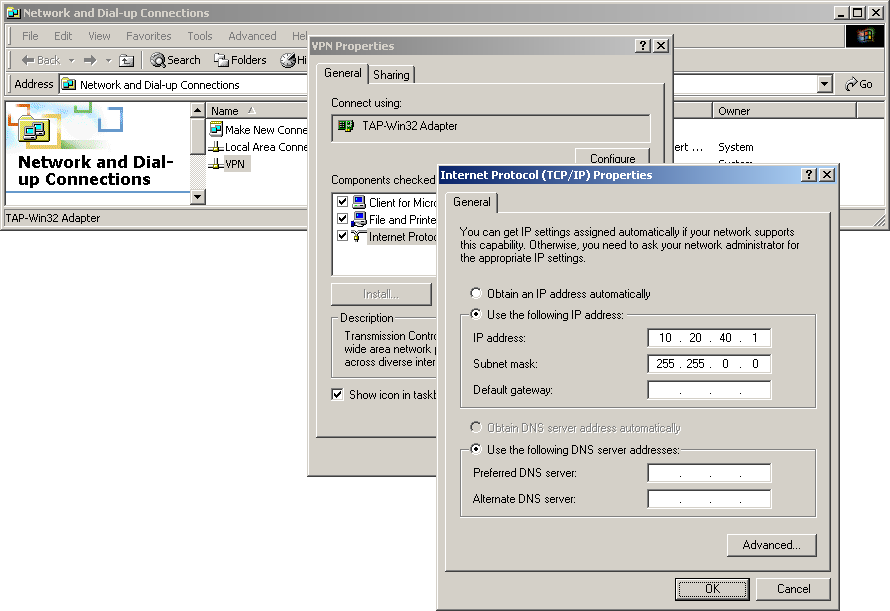 Network and Dial-up Connections
File Edit View Favorites Tools Advanced Hel
Back Search Folders Hi
Address Network and Dial-up Connections Go
Network and Dial-
up Connections
TAP-Win32 Adapter
Name
Make New Conne
Local Area Conne
VPN
Owner
ert ... System
VPN Properties
General Sharing
Connect using:
TAP-Win32 Adapter
Configure
Components checked
Client for Micro
File and Printe
Internet Protoc
Install...
Description
Transmission Contro
wide area network p
across diverse inter
Show icon in taskb
Internet Protocol (TCP/IP) Properties
General
You can get IP settings assigned automatically if your network supports
this capability. Otherwise, you need to ask your network administrator for
the appropriate IP settings.
Obtain an IP address automatically
Use the following IP address:
IP address: 10 . 20 . 40 . 1
Subnet mask: 255 . 255 . 0 . 0
Default gateway: . . .
Obtain DNS server address automatically
Use the following DNS server addresses:
Preferred DNS server: . . .
Alternate DNS server: . . .
Advanced...
OK Cancel